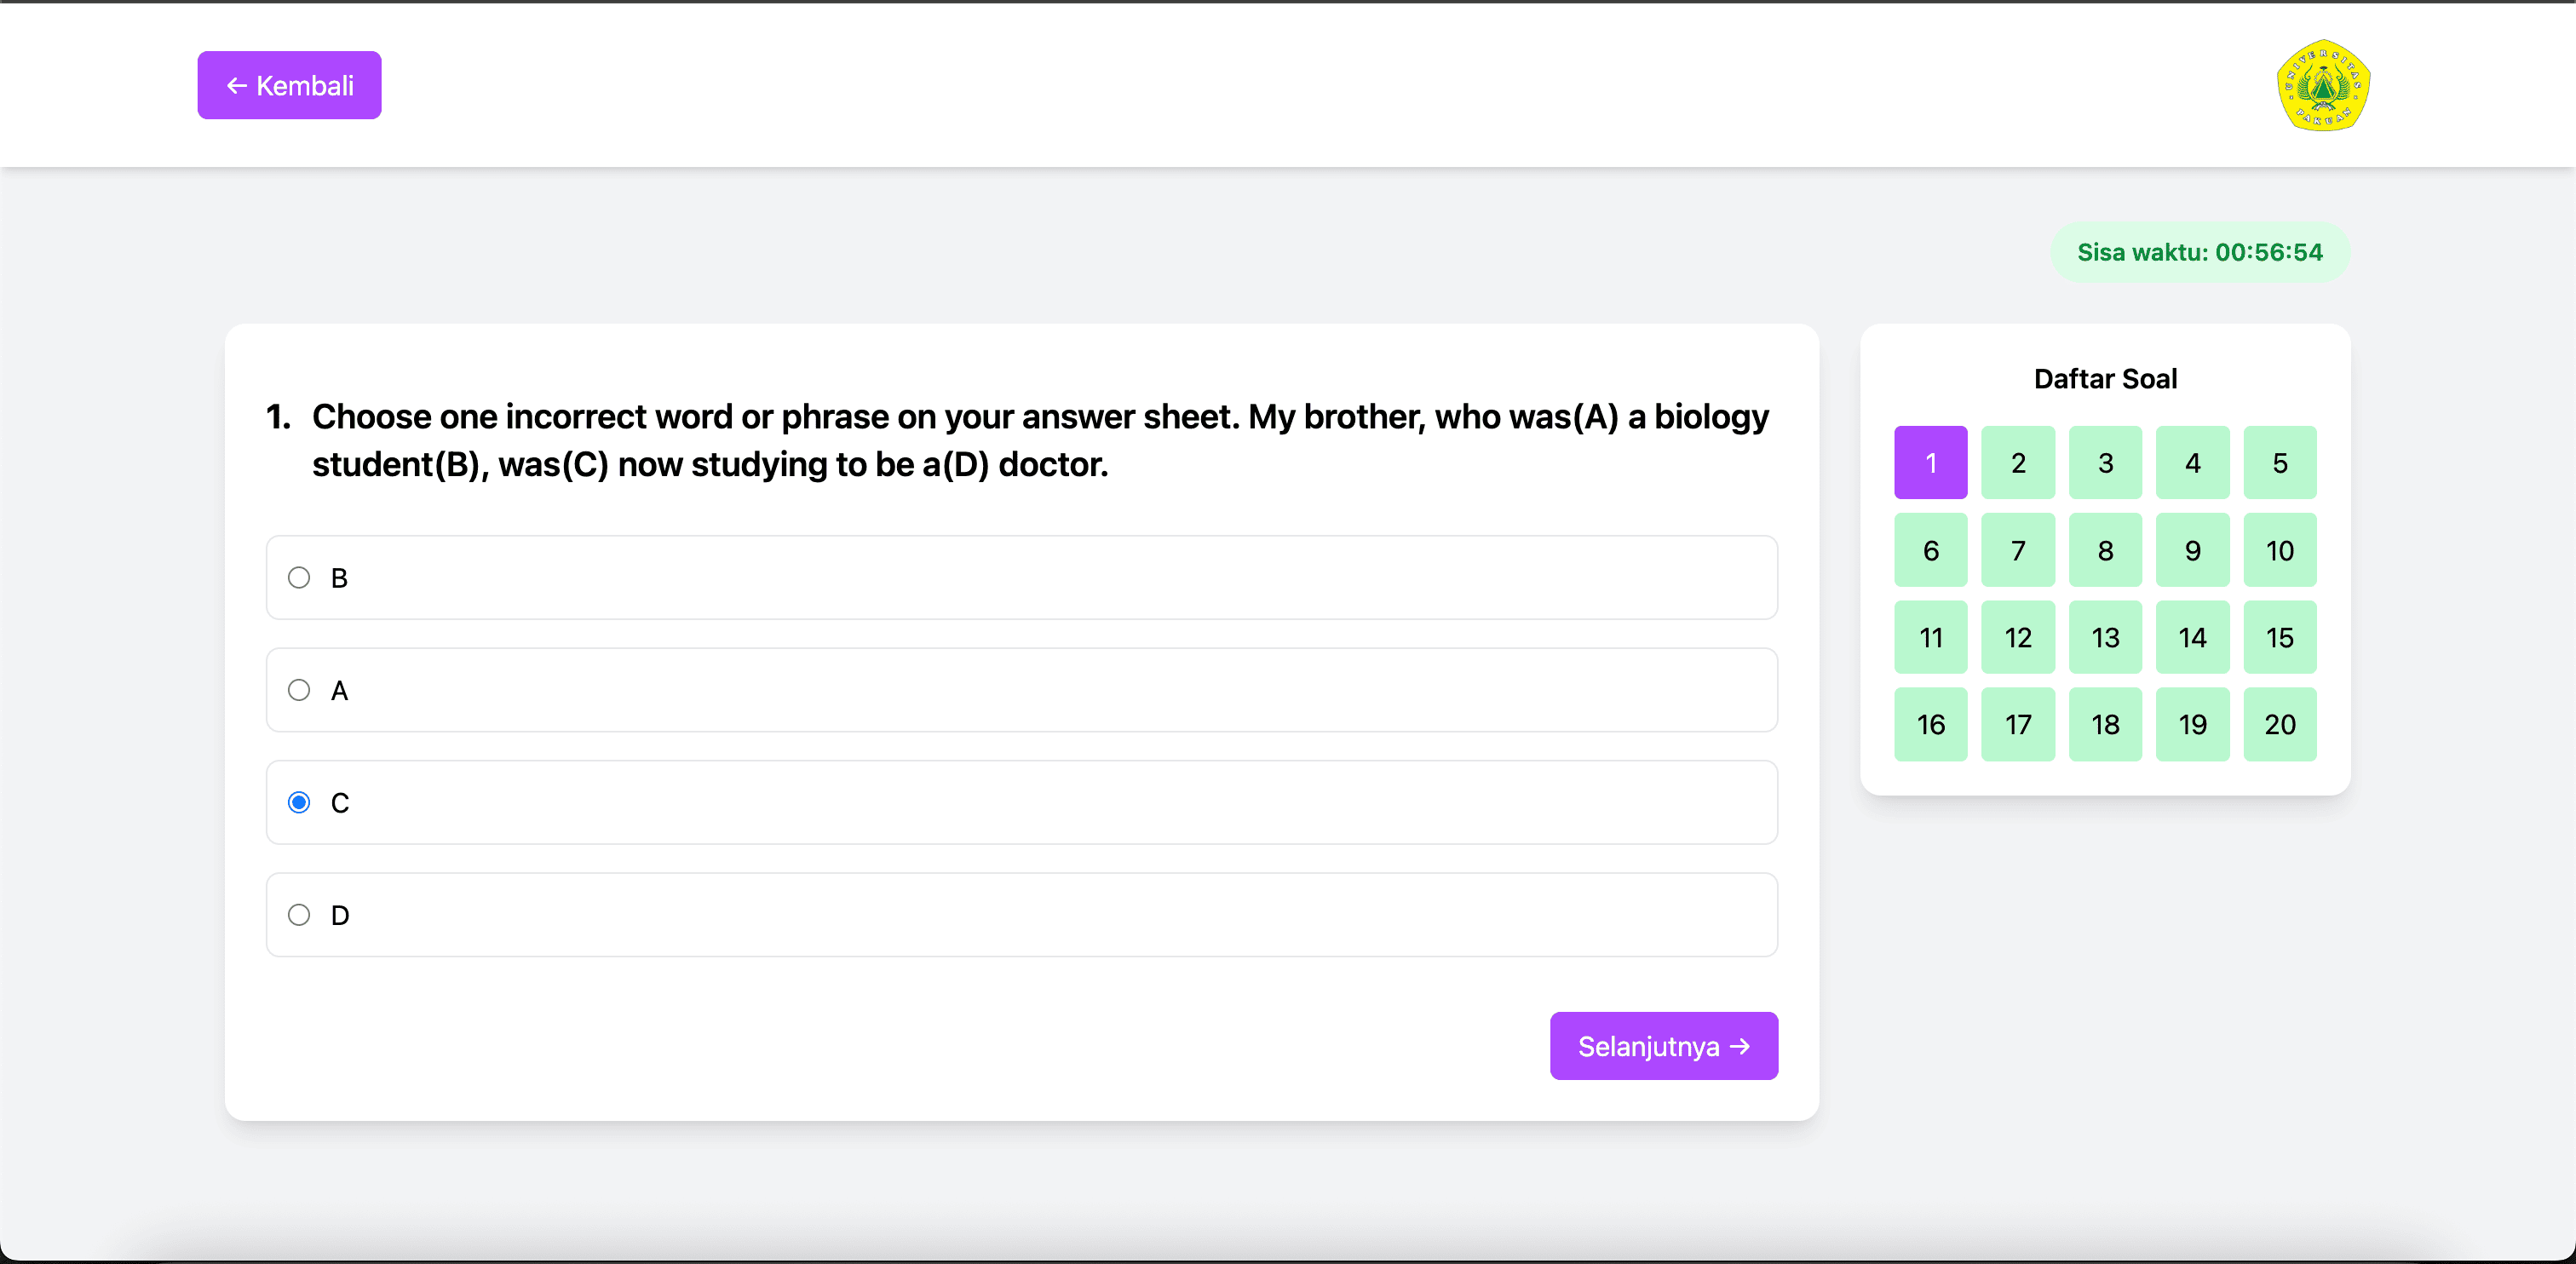 ← Kembali
UNIVERSITAS
PAKUAN
Sisa waktu: 00:56:54
1. Choose one incorrect word or phrase on your answer sheet. My brother, who was(A) a biology
student(B), was(C) now studying to be a(D) doctor.
B
A
C
D
Selanjutnya →
Daftar Soal
1 2 3 4 5
6 7 8 9 10
11 12 13 14 15
16 17 18 19 20